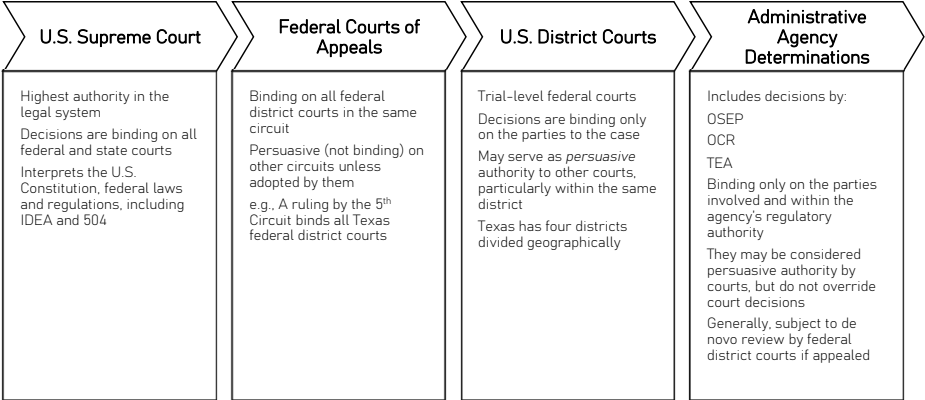 U.S. Supreme Court
Highest authority in the
legal system
Decisions are binding on all
federal and state courts
Interprets the U.S.
Constitution, federal laws
and regulations, including
IDEA and 504
Federal Courts of
Appeals
Binding on all federal
district courts in the same
circuit
Persuasive (not binding) on
other circuits unless
adopted by them
e.g., A ruling by the 5th
Circuit binds all Texas
federal district courts
U.S. District Courts
Trial-level federal courts
Decisions are binding only
on the parties to the case
May serve as persuasive
authority to other courts,
particularly within the same
district
Texas has four districts
divided geographically
Administrative
Agency
Determinations
Includes decisions by:
OSEP
OCR
TEA
Binding only on the parties
involved and within the
agency's regulatory
authority
They may be considered
persuasive authority by
courts, but do not override
court decisions
Generally, subject to de
novo review by federal
district courts if appealed